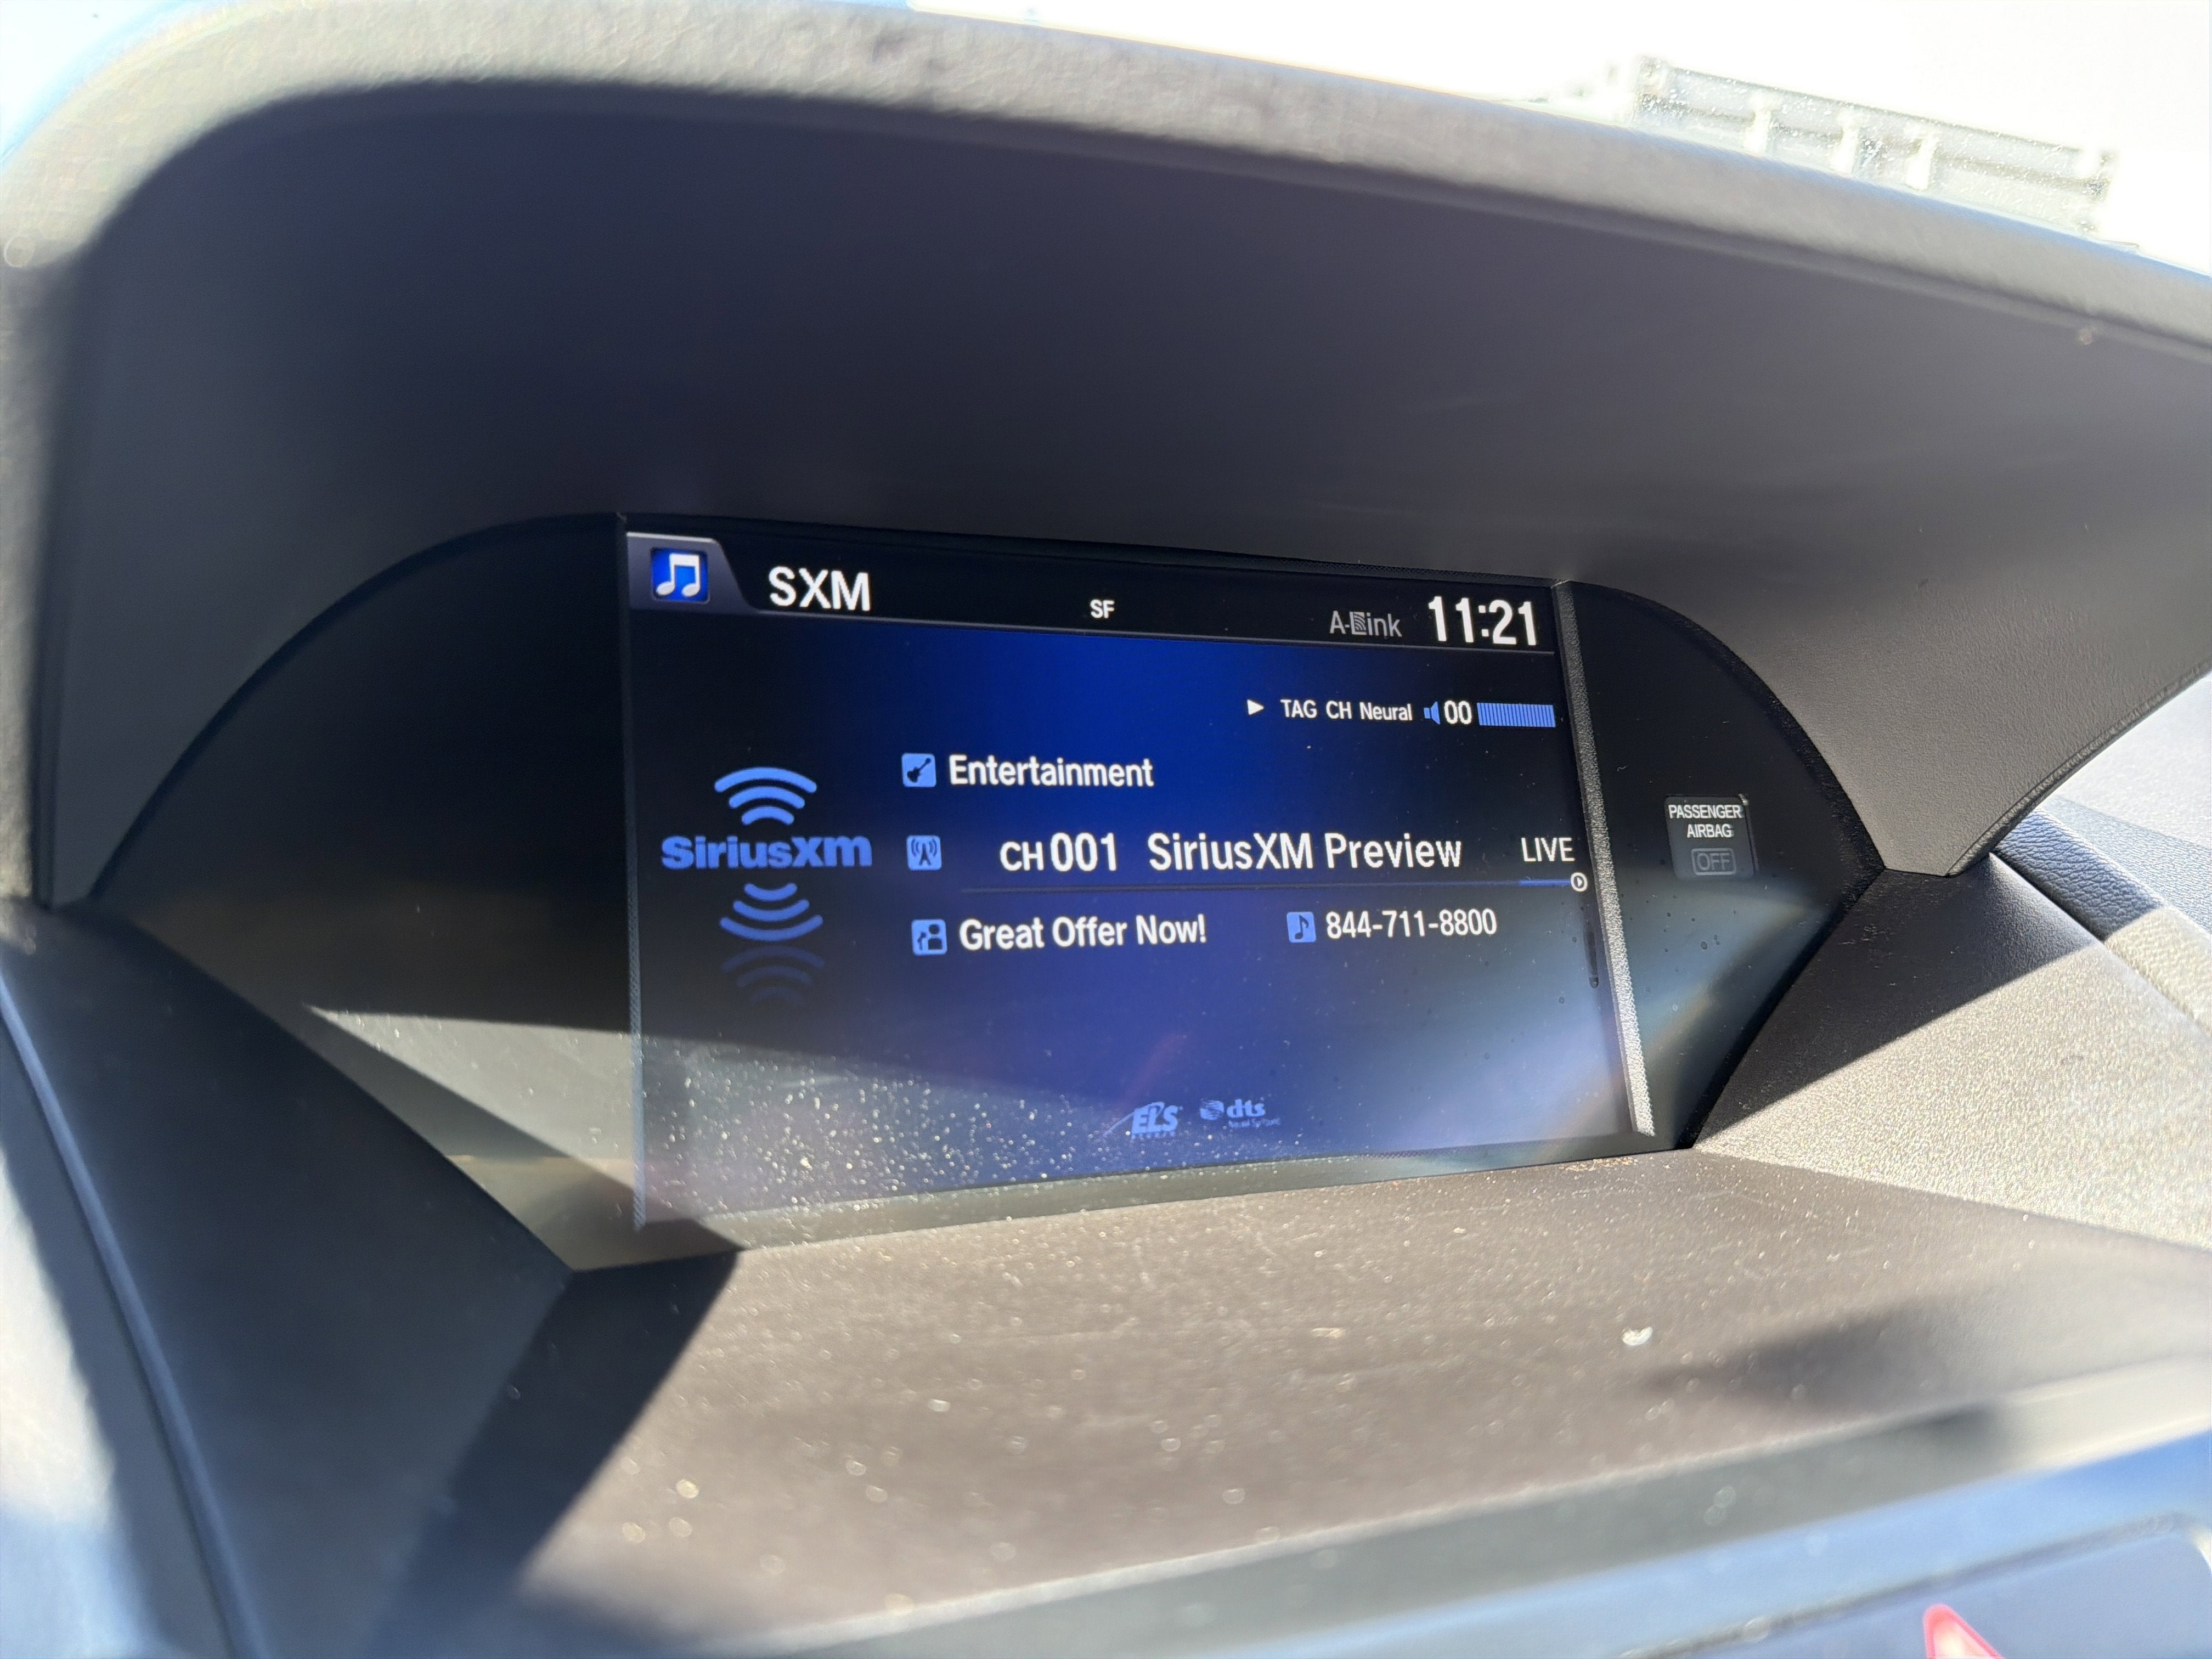 SXM SF A-Link 11:21
TAG CH Neural 00
Entertainment
SiriusXm CH 001 SiriusXM Preview LIVE
Great Offer Now! 844-711-8800
ELS dts
PASSENGER
AIRBAG
OFF